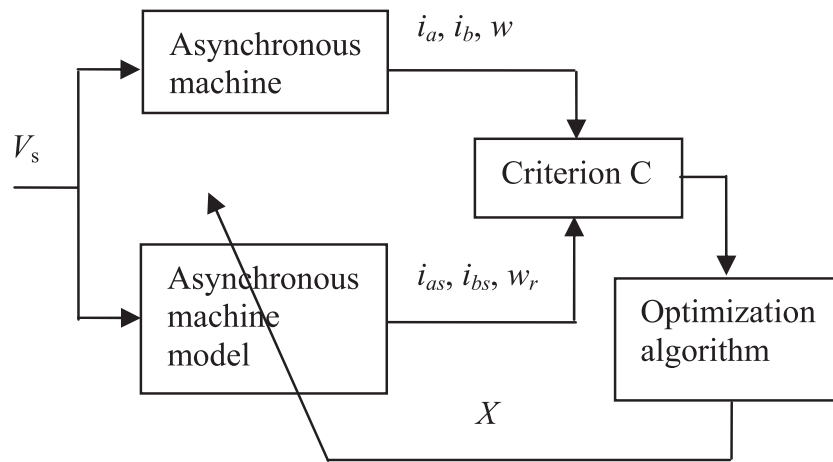 Asynchronous
machine
i_a, i_b, w
V_s
Criterion C
Asynchronous
machine
model
i_as, i_bs, w_r
Optimization
algorithm
X